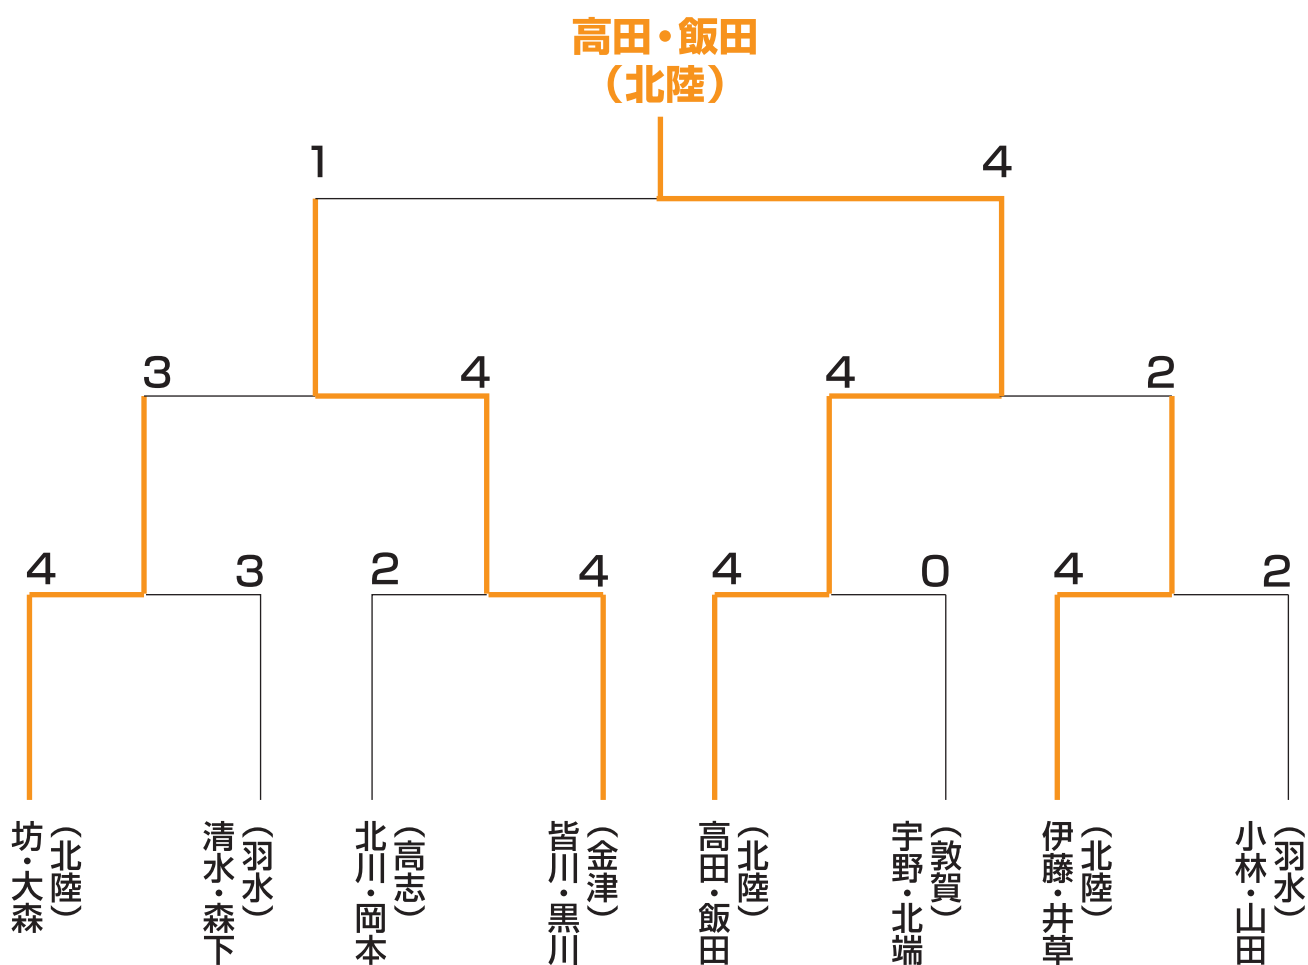 高田・飯田
（北陸）
1
4
3
4
4
2
4
3
2
4
4
0
4
2
坊・大森
（北陸）
清水・森下
（羽水）
北川・岡本
（高志）
皆川・黒川
（金津）
高田・飯田
（北陸）
宇野・北端
（敦賀）
伊藤・井草
（北陸）
小林・山田
（羽水）